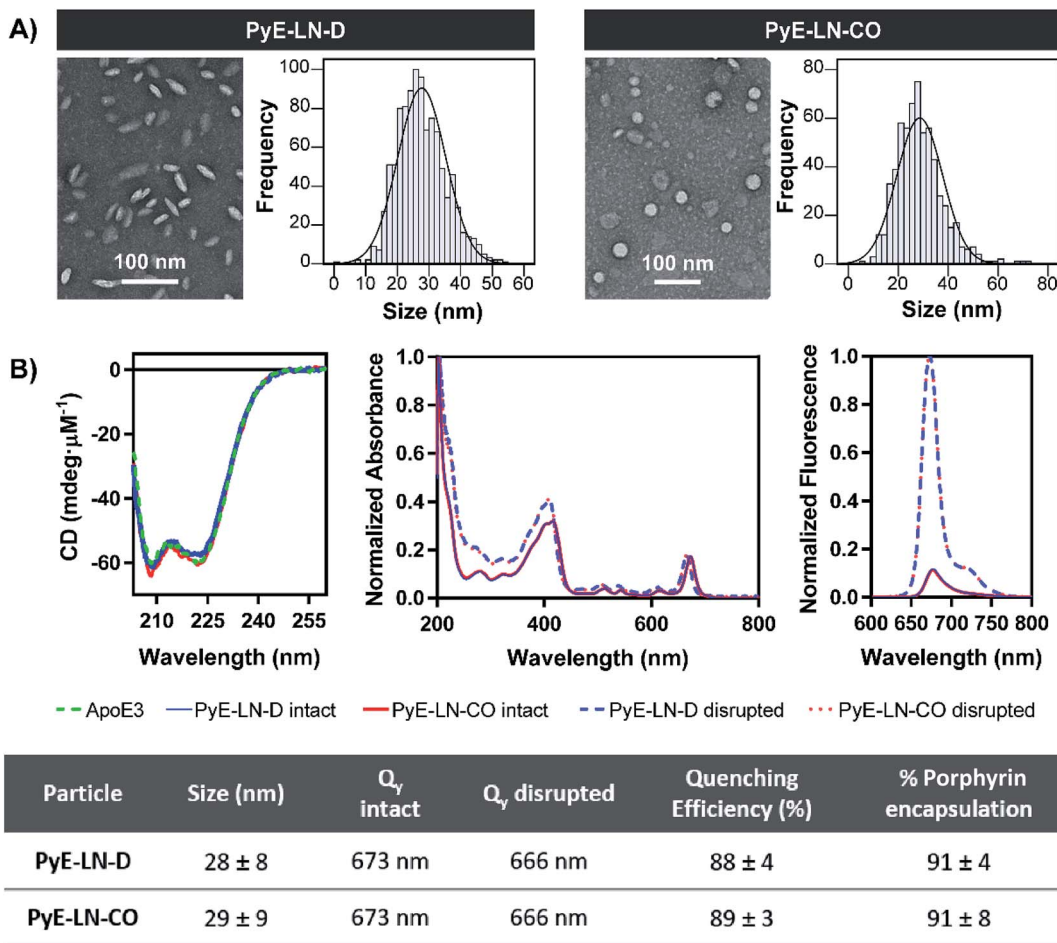 A)
PyE-LN-D
PyE-LN-CO
100 nm
Frequency
100
80
60
40
20
0
0 10 20 30 40 50 60
Size (nm)
100 nm
Frequency
80
60
40
20
0
0 20 40 60 80
Size (nm)
B)
CD (mdeg·µM⁻¹)
0
-20
-40
-60
210 225 240 255
Wavelength (nm)
Normalized Absorbance
1.0
0.8
0.6
0.4
0.2
0.0
200 400 600 800
Wavelength (nm)
Normalized Fluorescence
1.0
0.8
0.6
0.4
0.2
0.0
600 650 700 750 800
Wavelength (nm)
ApoE3 PyE-LN-D intact PyE-LN-CO intact PyE-LN-D disrupted PyE-LN-CO disrupted
Particle Size (nm) Qy intact Qy disrupted Quenching Efficiency (%) % Porphyrin encapsulation
PyE-LN-D 28 ± 8 673 nm 666 nm 88 ± 4 91 ± 4
PyE-LN-CO 29 ± 9 673 nm 666 nm 89 ± 3 91 ± 8